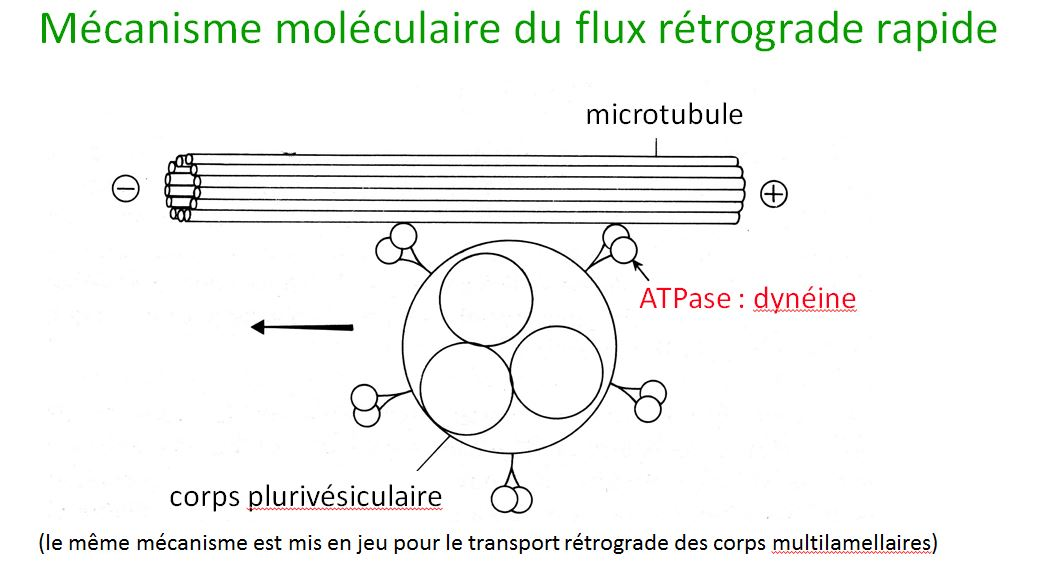 Mécanisme moléculaire du flux rétrograde rapide
microtubule
⊖
⊕
ATPase : dynéine
corps plurivésiculaire
(le même mécanisme est mis en jeu pour le transport rétrograde des corps multilamellaires)